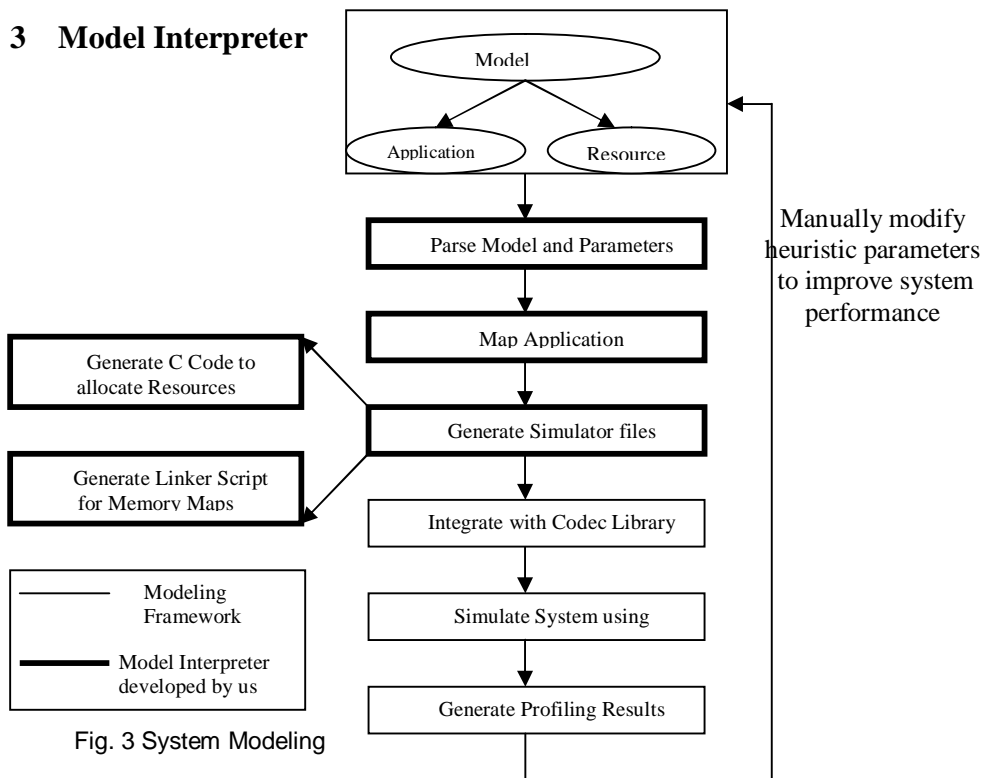 3 Model Interpreter
Model
Application
Resource
Manually modify
heuristic parameters
to improve system
performance
Parse Model and Parameters
Map Application
Generate C Code to
allocate Resources
Generate Simulator files
Generate Linker Script
for Memory Maps
Integrate with Codec Library
Simulate System using
Generate Profiling Results
Modeling
Framework
Model Interpreter
developed by us
Fig. 3 System Modeling